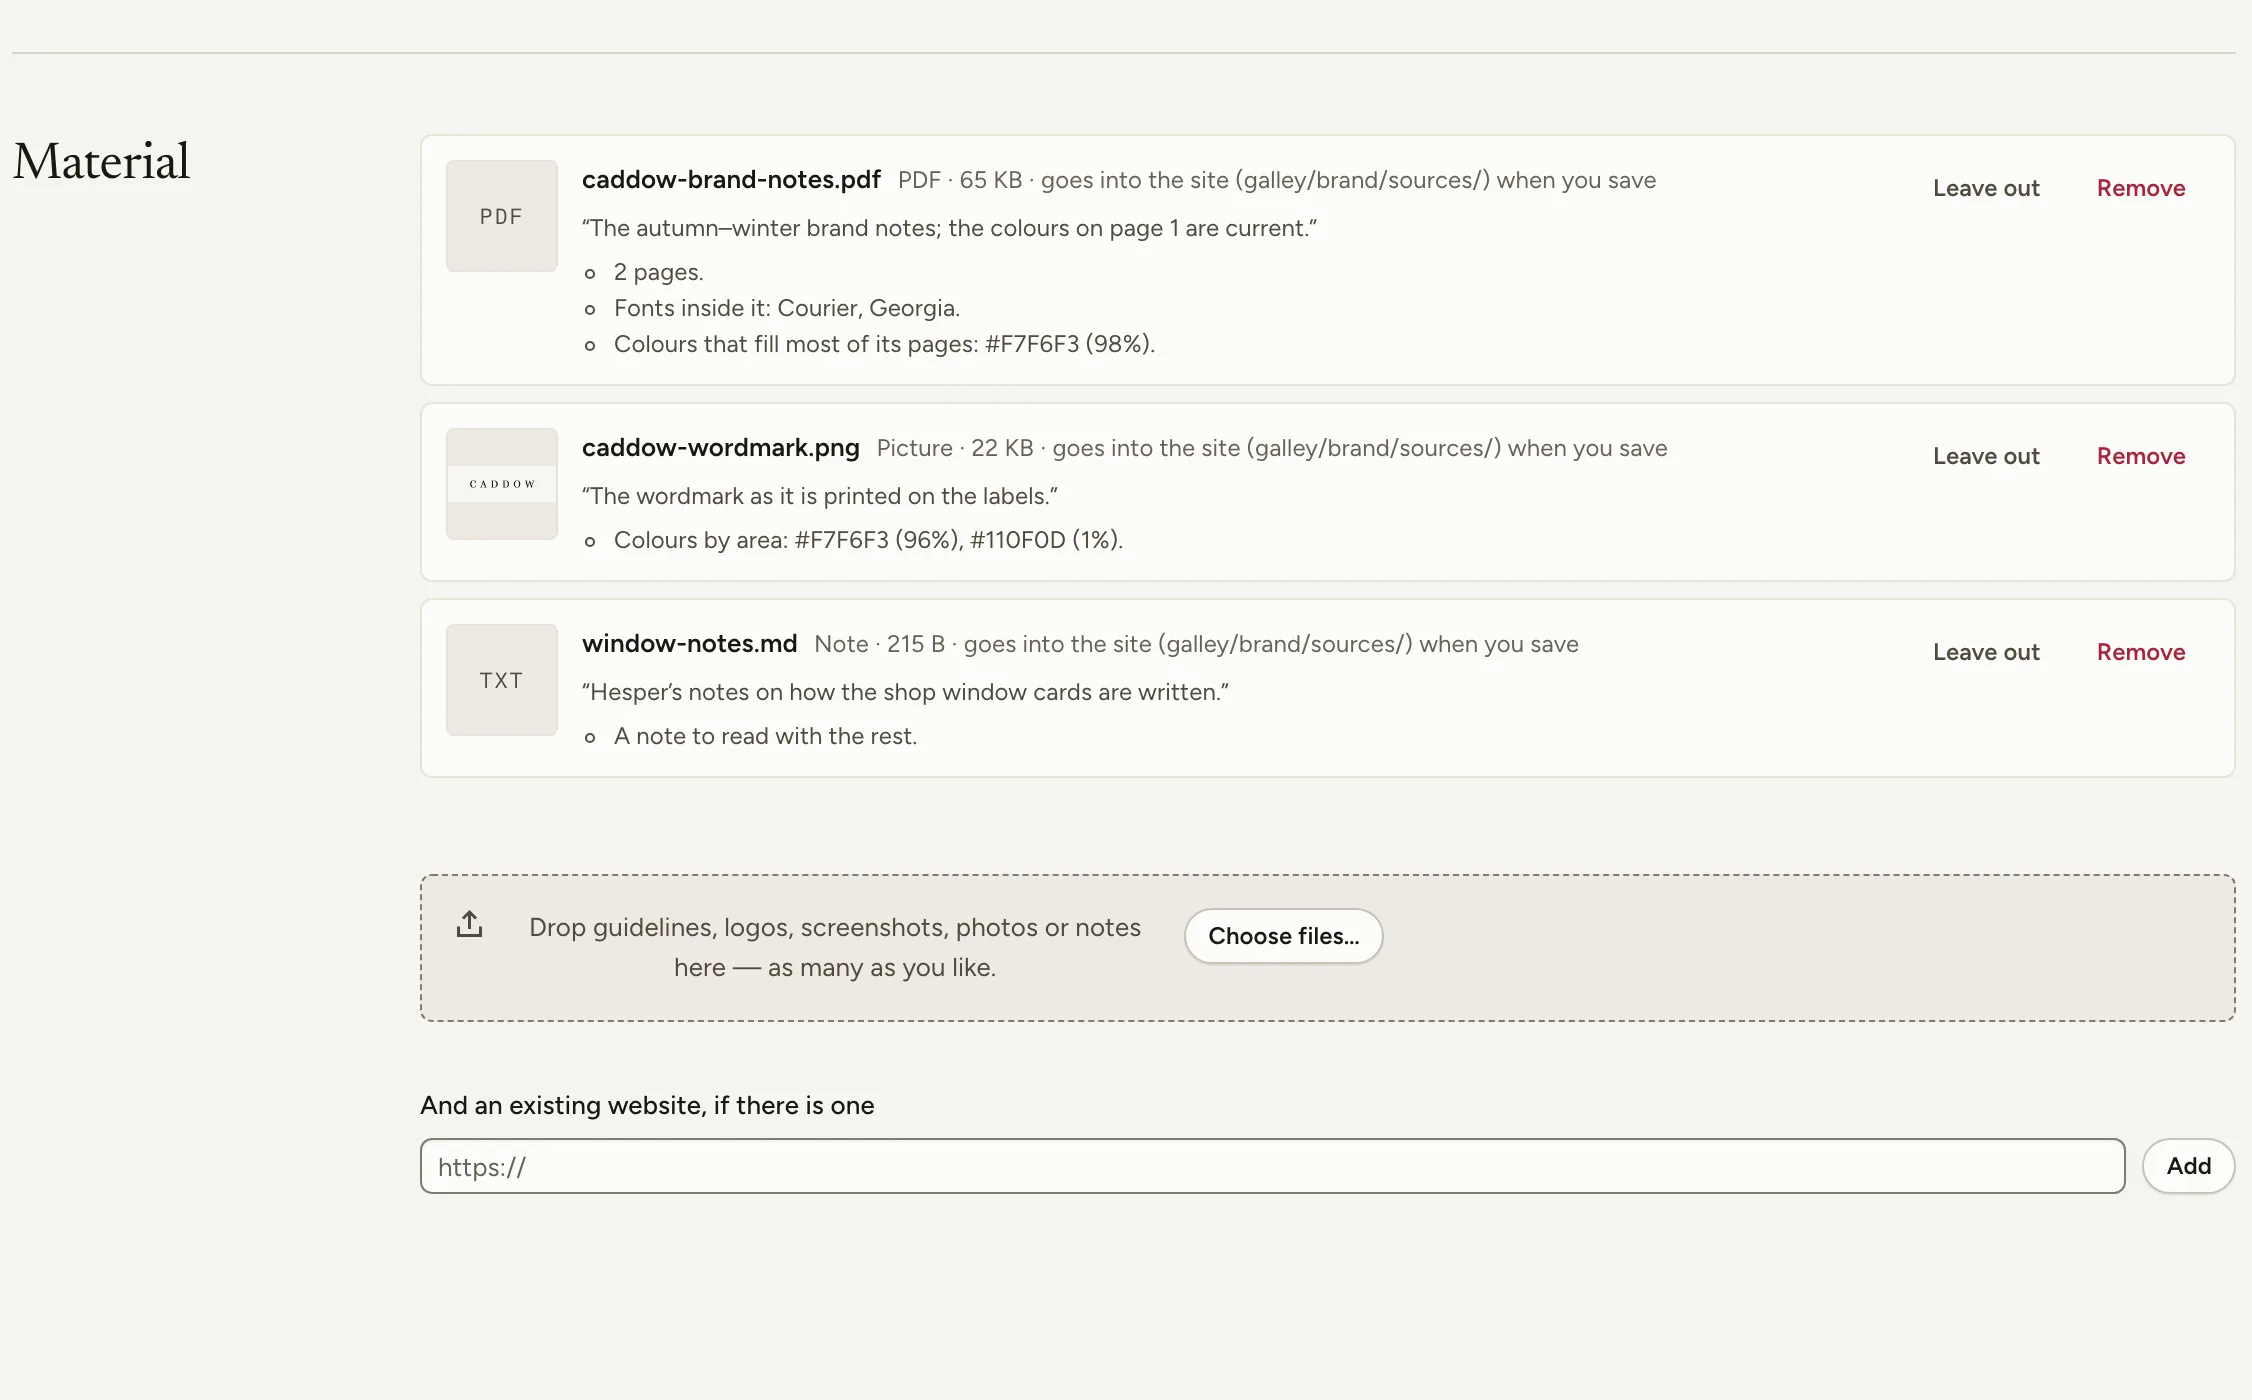 Material
PDF
caddow-brand-notes.pdf PDF · 65 KB · goes into the site (galley/brand/sources/) when you save
Leave out
Remove
“The autumn–winter brand notes; the colours on page 1 are current.”
2 pages.
Fonts inside it: Courier, Georgia.
Colours that fill most of its pages: #F7F6F3 (98%).
CADDOW
caddow-wordmark.png Picture · 22 KB · goes into the site (galley/brand/sources/) when you save
Leave out
Remove
“The wordmark as it is printed on the labels.”
Colours by area: #F7F6F3 (96%), #110F0D (1%).
TXT
window-notes.md Note · 215 B · goes into the site (galley/brand/sources/) when you save
Leave out
Remove
“Hesper’s notes on how the shop window cards are written.”
A note to read with the rest.
Drop guidelines, logos, screenshots, photos or notes
here — as many as you like.
Choose files…
And an existing website, if there is one
https://
Add